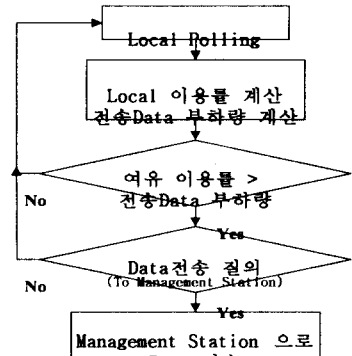 Local Polling
Local 이용률 계산
전송Data 부하량 계산
여유 이용률 >
전송Data 부하량
No
Yes
Data전송 질의
(To Management Station)
No
Yes
Management Station 으로